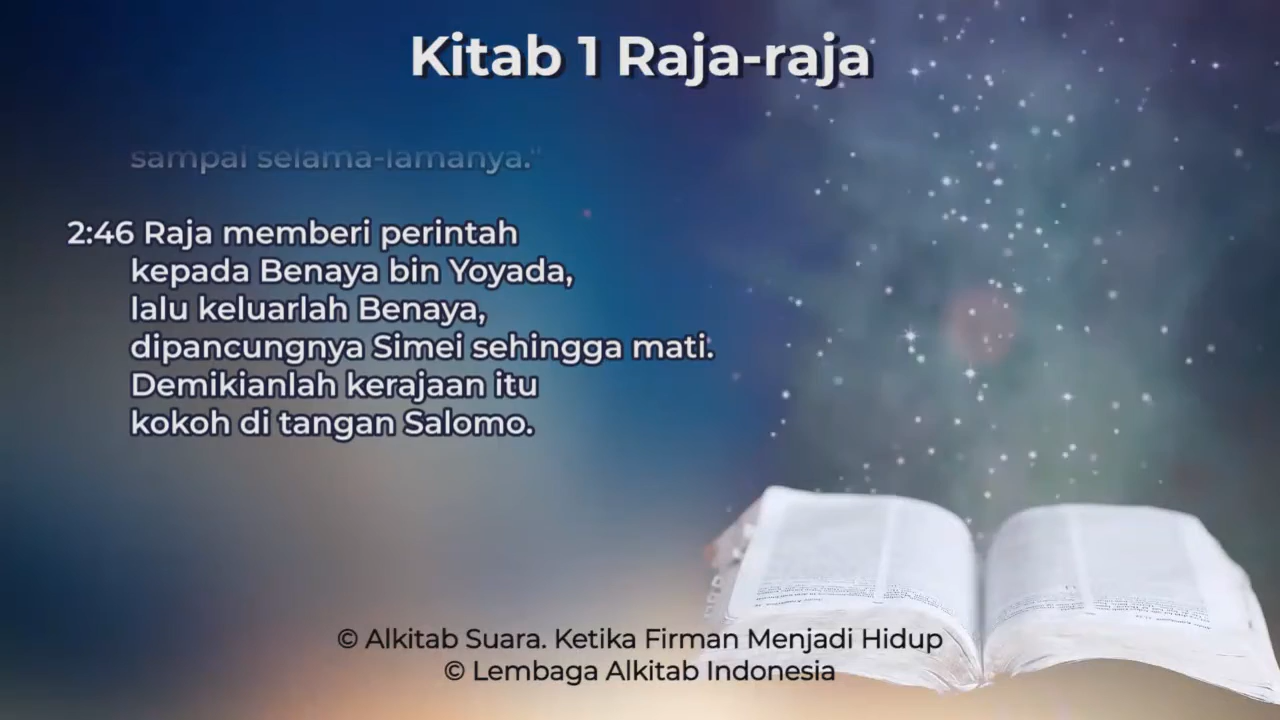 Kitab 1 Raja-raja
sampai selama-lamanya."
2:46 Raja memberi perintah
kepada Benaya bin Yoyada,
lalu keluarlah Benaya,
dipancungnya Simei sehingga mati.
Demikianlah kerajaan itu
kokoh di tangan Salomo.
© Alkitab Suara. Ketika Firman Menjadi Hidup
© Lembaga Alkitab Indonesia